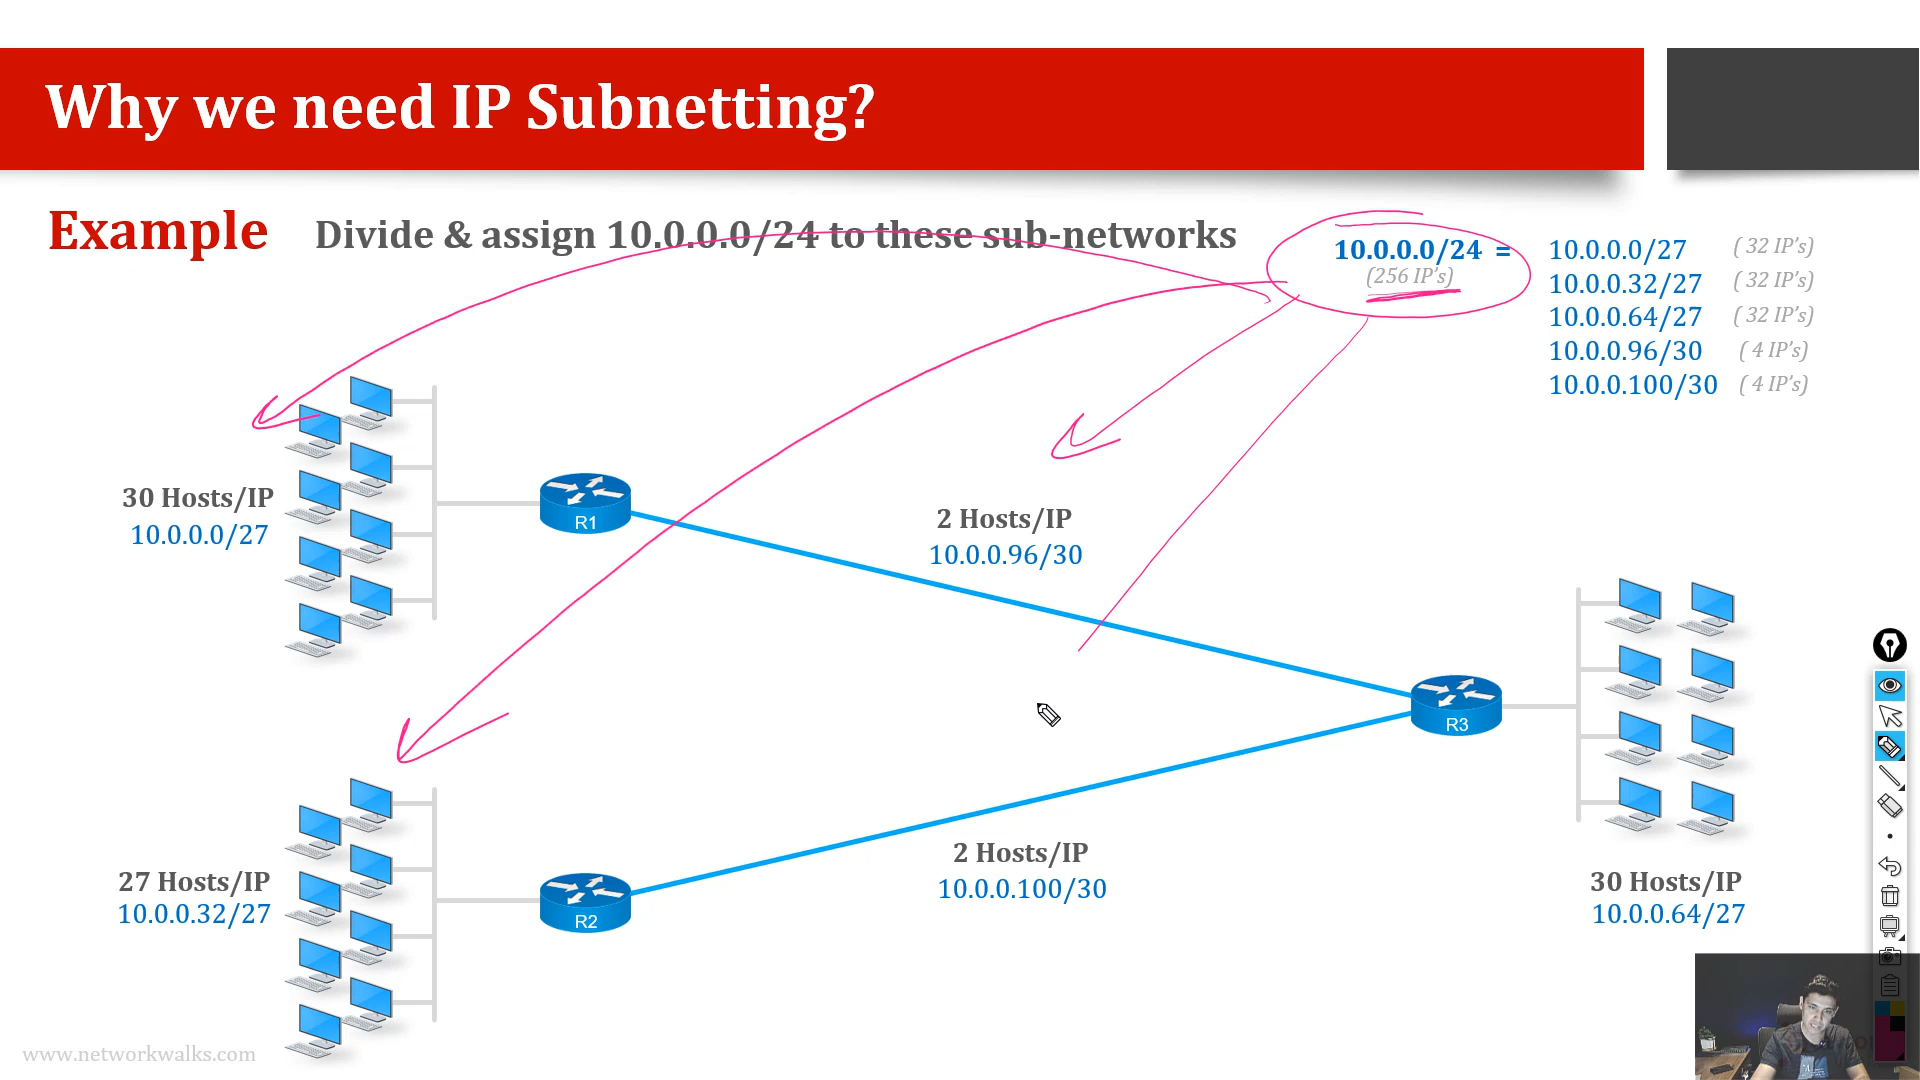 Why we need IP Subnetting?
Example Divide & assign 10.0.0.0/24 to these sub-networks
10.0.0.0/24 =
(256 IP's)
10.0.0.0/27 ( 32 IP's)
10.0.0.32/27 ( 32 IP's)
10.0.0.64/27 ( 32 IP's)
10.0.0.96/30 ( 4 IP's)
10.0.0.100/30 ( 4 IP's)
30 Hosts/IP
10.0.0.0/27
R1
2 Hosts/IP
10.0.0.96/30
R3
2 Hosts/IP
10.0.0.100/30
27 Hosts/IP
10.0.0.32/27
R2
30 Hosts/IP
10.0.0.64/27
www.networkwalks.com